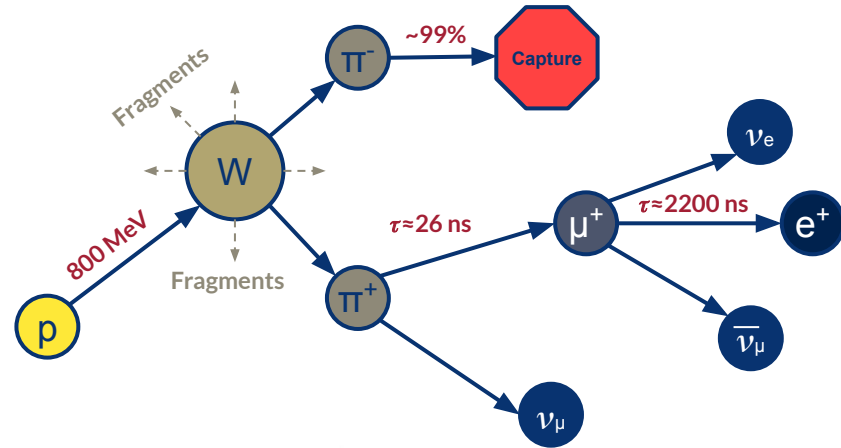 π⁻
~99%
Capture
Fragments
W
νe
τ≈26 ns
μ⁺
τ≈2200 ns
e⁺
800 MeV
Fragments
π⁺
p
ν̅μ
νμ